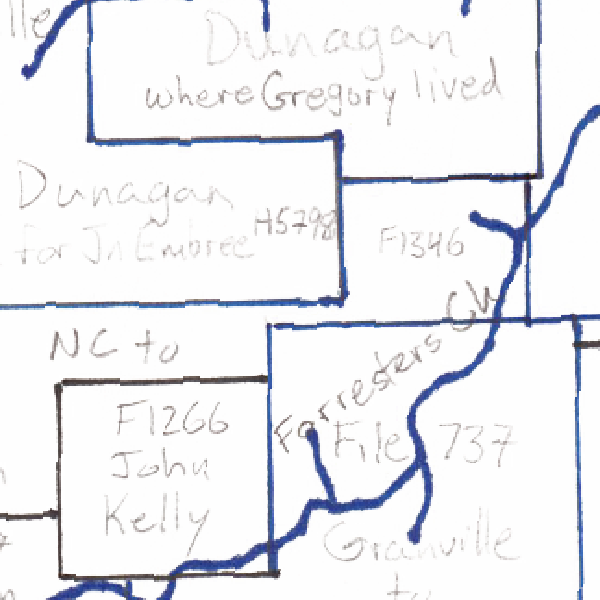 lle
Dunagan
where Gregory lived
Dunagan
for Jn Embree
H5798
F1346
NC to
Forresters Ck
F1266
John
Kelly
File 737
Granville
to